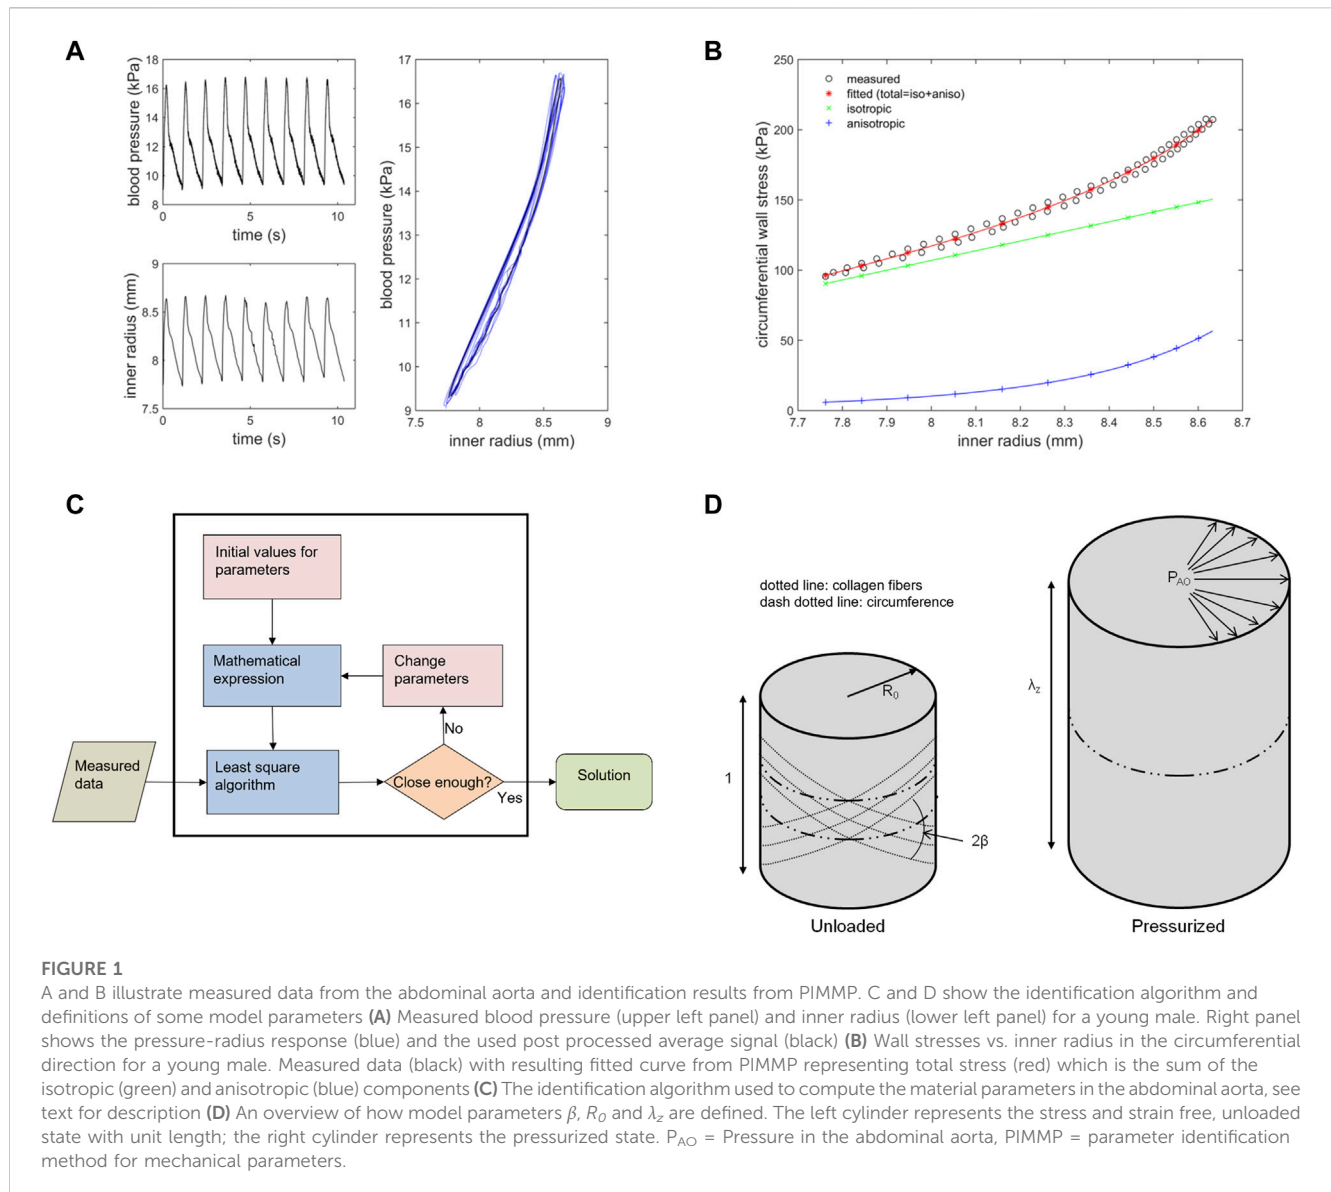 A
18
16
14
12
10
8
0
5
10
blood pressure (kPa)
time (s)
9
8.5
8
7.5
inner radius (mm)
time (s)
17
16
15
14
13
12
11
10
9
7.5
8
8.5
9
blood pressure (kPa)
inner radius (mm)
B
measured
fitted (total=iso+aniso)
isotropic
anisotropic
250
200
150
100
50
0
7.7
7.8
7.9
8
8.1
8.2
8.3
8.4
8.5
8.6
8.7
circumferential wall stress (kPa)
inner radius (mm)
C
Initial values for
parameters
Mathematical
expression
Change
parameters
No
Measured
data
Least square
algorithm
Close enough?
Yes
Solution
D
dotted line: collagen fibers
dash dotted line: circumference
R0
1
2β
Unloaded
PAO
λz
Pressurized
FIGURE 1
A and B illustrate measured data from the abdominal aorta and identification results from PIMMP. C and D show the identification algorithm and
definitions of some model parameters (A) Measured blood pressure (upper left panel) and inner radius (lower left panel) for a young male. Right panel
shows the pressure-radius response (blue) and the used post processed average signal (black) (B) Wall stresses vs. inner radius in the circumferential
direction for a young male. Measured data (black) with resulting fitted curve from PIMMP representing total stress (red) which is the sum of the
isotropic (green) and anisotropic (blue) components (C) The identification algorithm used to compute the material parameters in the abdominal aorta, see
text for description (D) An overview of how model parameters β, R0 and λz are defined. The left cylinder represents the stress and strain free, unloaded
state with unit length; the right cylinder represents the pressurized state. PAO = Pressure in the abdominal aorta, PIMMP = parameter identification
method for mechanical parameters.